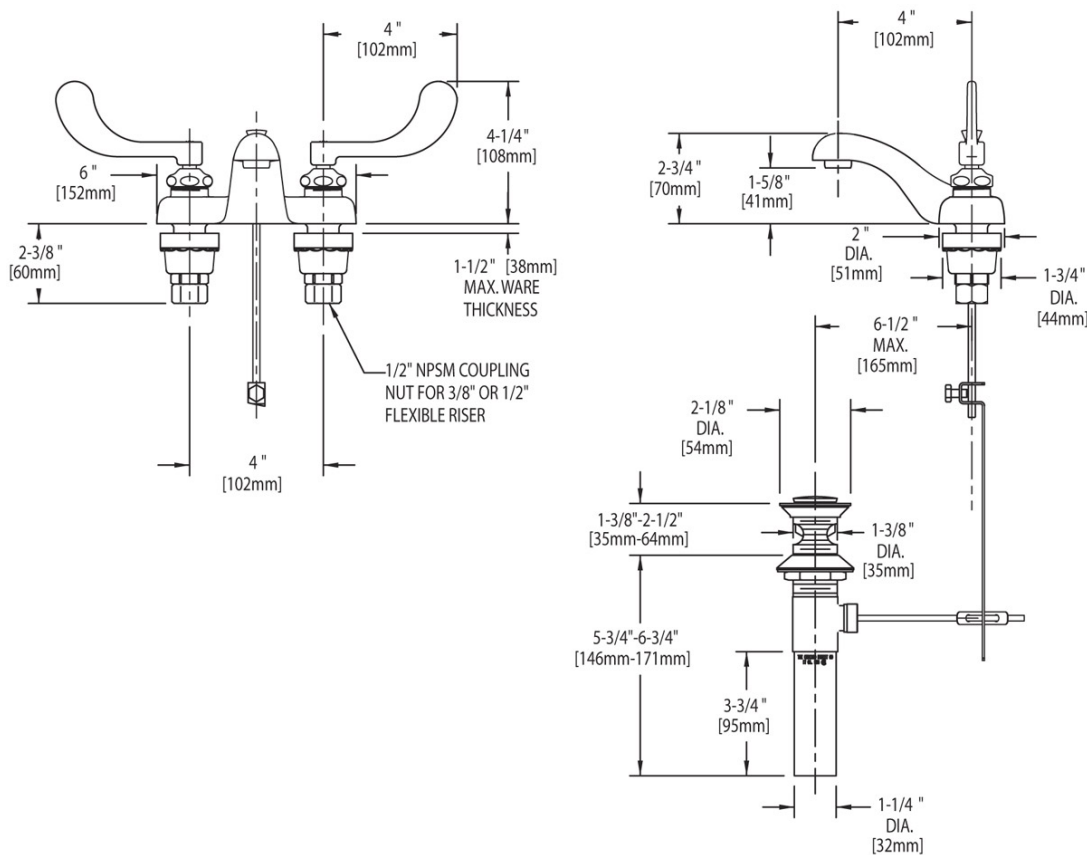 4"
[102mm]
4-1/4"
[108mm]
6"
[152mm]
2-3/8"
[60mm]
1-1/2" [38mm]
MAX. WARE
THICKNESS
1/2" NPSM COUPLING
NUT FOR 3/8" OR 1/2"
FLEXIBLE RISER
4"
[102mm]
4"
[102mm]
2-3/4"
[70mm]
1-5/8"
[41mm]
2"
DIA.
[51mm]
1-3/4"
DIA.
[44mm]
6-1/2"
MAX.
[165mm]
2-1/8"
DIA.
[54mm]
1-3/8"-2-1/2"
[35mm-64mm]
1-3/8"
DIA.
[35mm]
5-3/4"-6-3/4"
[146mm-171mm]
3-3/4"
[95mm]
1-1/4"
DIA.
[32mm]